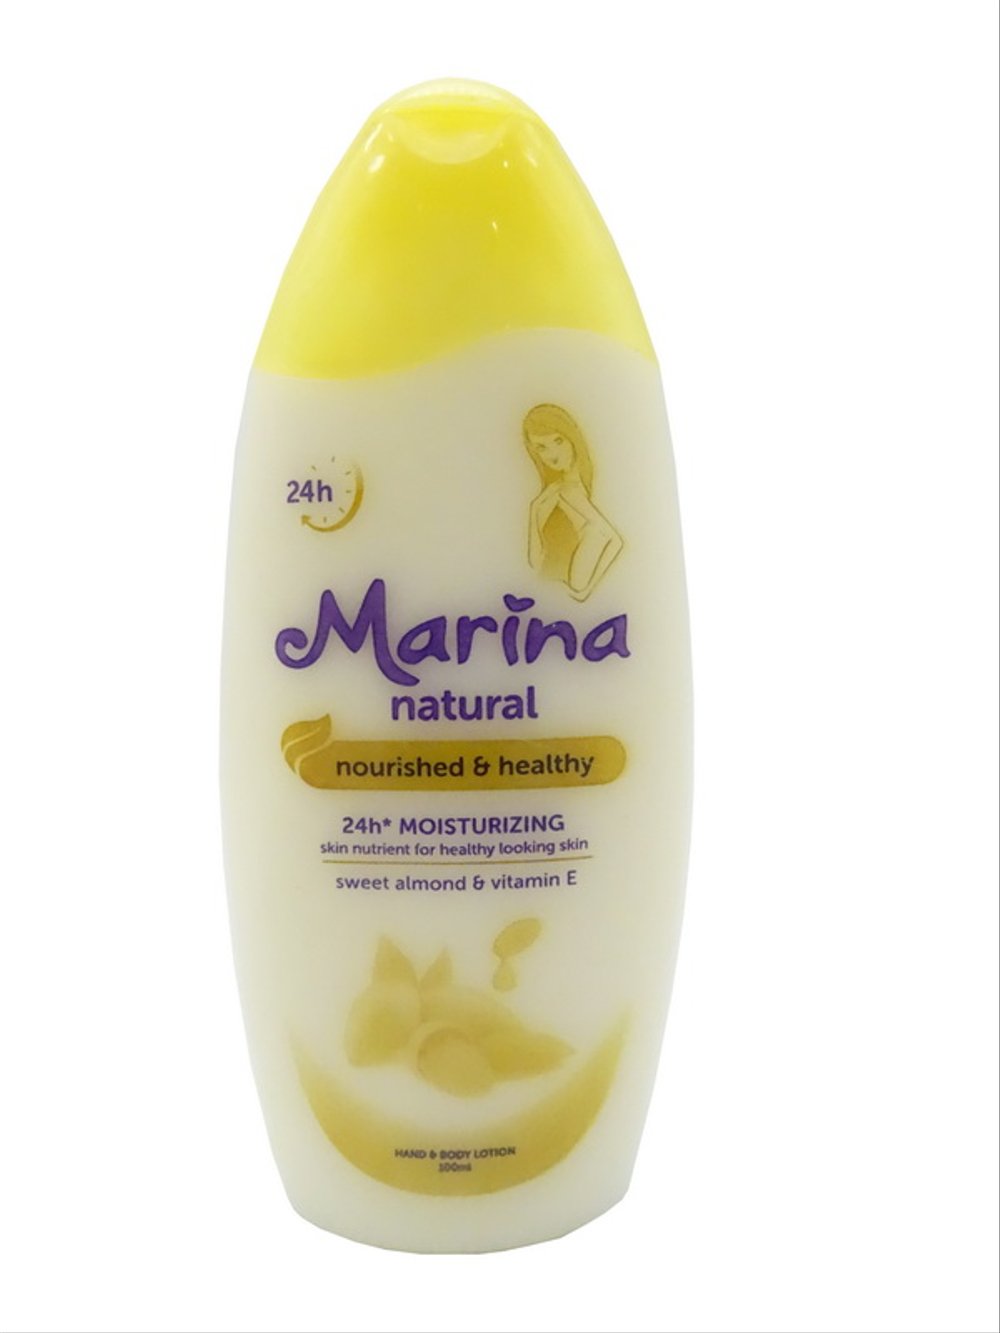 24h
Marina
natural
nourished & healthy
24h* MOISTURIZING
skin nutrient for healthy looking skin
sweet almond & vitamin E
HAND & BODY LOTION
100ml